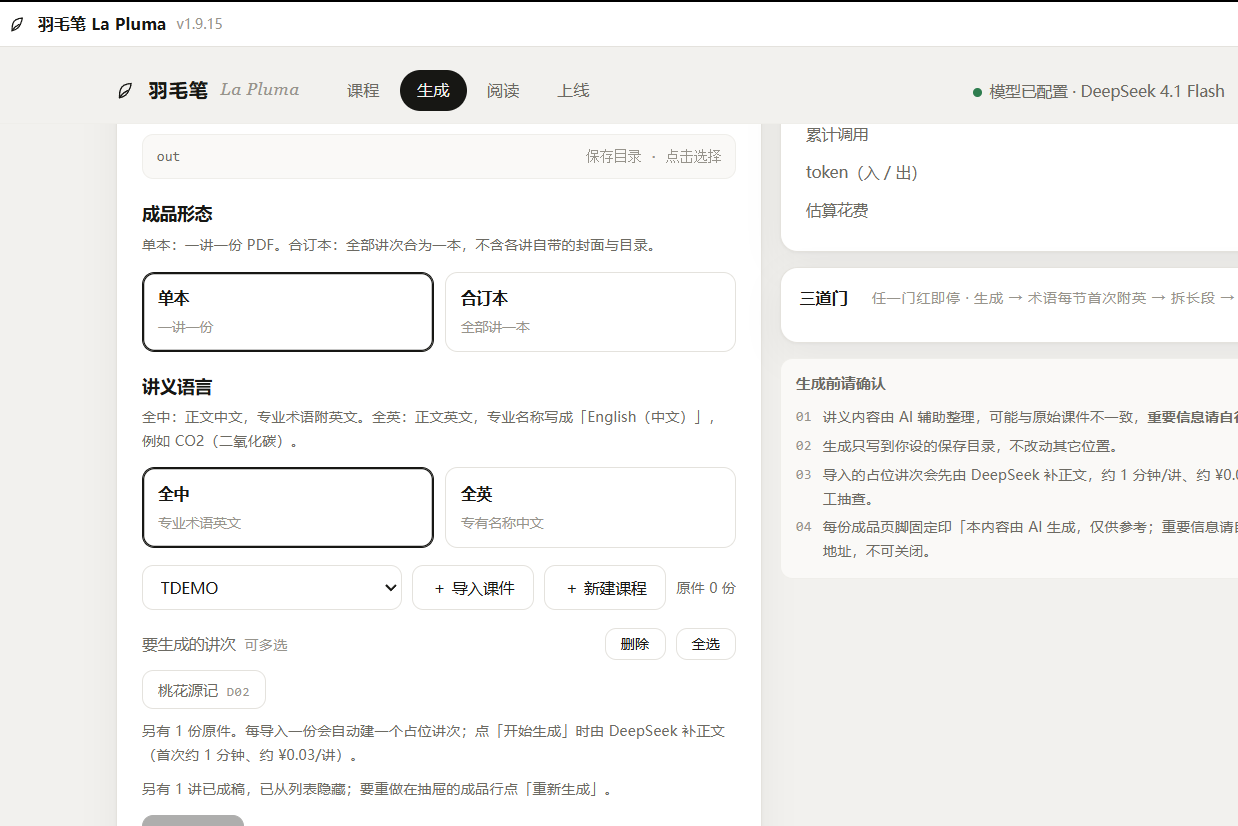 羽毛笔 La Pluma v1.9.15
羽毛笔 La Pluma 课程 生成 阅读 上线
模型已配置 · DeepSeek 4.1 Flash
out 保存目录 · 点击选择
成品形态
单本：一讲一份 PDF。合订本：全部讲次合为一本，不含各讲自带的封面与目录。
单本
一讲一份
合订本
全部讲一本
讲义语言
全中：正文中文，专业术语附英文。全英：正文英文，专业名称写成「English（中文）」，
例如 CO2（二氧化碳）。
全中
专业术语英文
全英
专有名称中文
TDEMO
+ 导入课件
+ 新建课程
原件 0 份
要生成的讲次 可多选
删除
全选
桃花源记 D02
另有 1 份原件。每导入一份会自动建一个占位讲次；点「开始生成」时由 DeepSeek 补正文
（首次约 1 分钟、约 ¥0.03/讲）。
另有 1 讲已成稿，已从列表隐藏；要重做在抽屉的成品行点「重新生成」。
累计调用
token（入 / 出）
估算花费
三道门 任一门红即停 · 生成 → 术语每节首次附英 → 拆长段 →
生成前请确认
01 讲义内容由 AI 辅助整理，可能与原始课件不一致，重要信息请自
02 生成只写到你设的保存目录，不改动其它位置。
03 导入的占位讲次会先由 DeepSeek 补正文，约 1 分钟/讲、约 ¥0.0
工抽查。
04 每份成品页脚固定印「本内容由 AI 生成，仅供参考；重要信息请
地址，不可关闭。